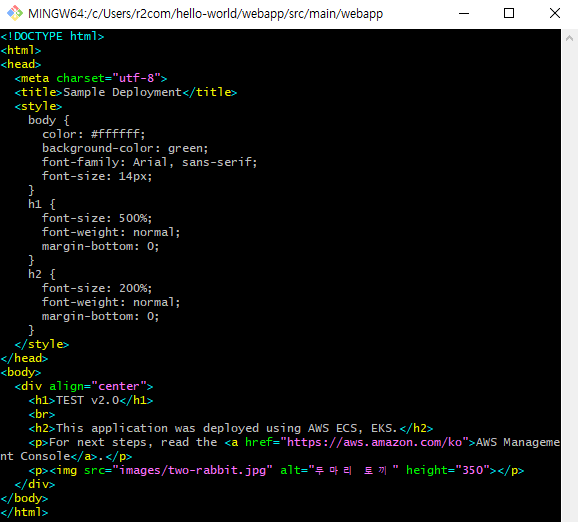 MINGW64:/c/Users/r2com/hello-world/webapp/src/main/webapp
<!DOCTYPE html>
<html>
<head>
  <meta charset="utf-8">
  <title>Sample Deployment</title>
  <style>
    body {
      color: #ffffff;
      background-color: green;
      font-family: Arial, sans-serif;
      font-size: 14px;
    }
    h1 {
      font-size: 500%;
      font-weight: normal;
      margin-bottom: 0;
    }
    h2 {
      font-size: 200%;
      font-weight: normal;
      margin-bottom: 0;
    }
  </style>
</head>
<body>
  <div align="center">
    <h1>TEST v2.0</h1>
    <br>
    <h2>This application was deployed using AWS ECS, EKS.</h2>
    <p>For next steps, read the <a href="https://aws.amazon.com/ko">AWS Manageme
nt Console</a>.</p>
    <p><img src="images/two-rabbit.jpg" alt="두마리 토끼" height="350"></p>
  </div>
</body>
</html>